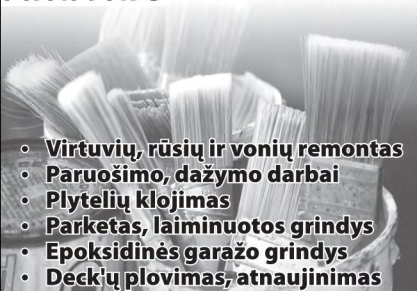 • Virtuvių, rūsių ir vonių remontas
• Paruošimo, dažymo darbai
• Plytelių klojimas
• Parketas, laiminuotos grindys
• Epoksidinės garažo grindys
• Deck'ų plovimas, atnaujinimas